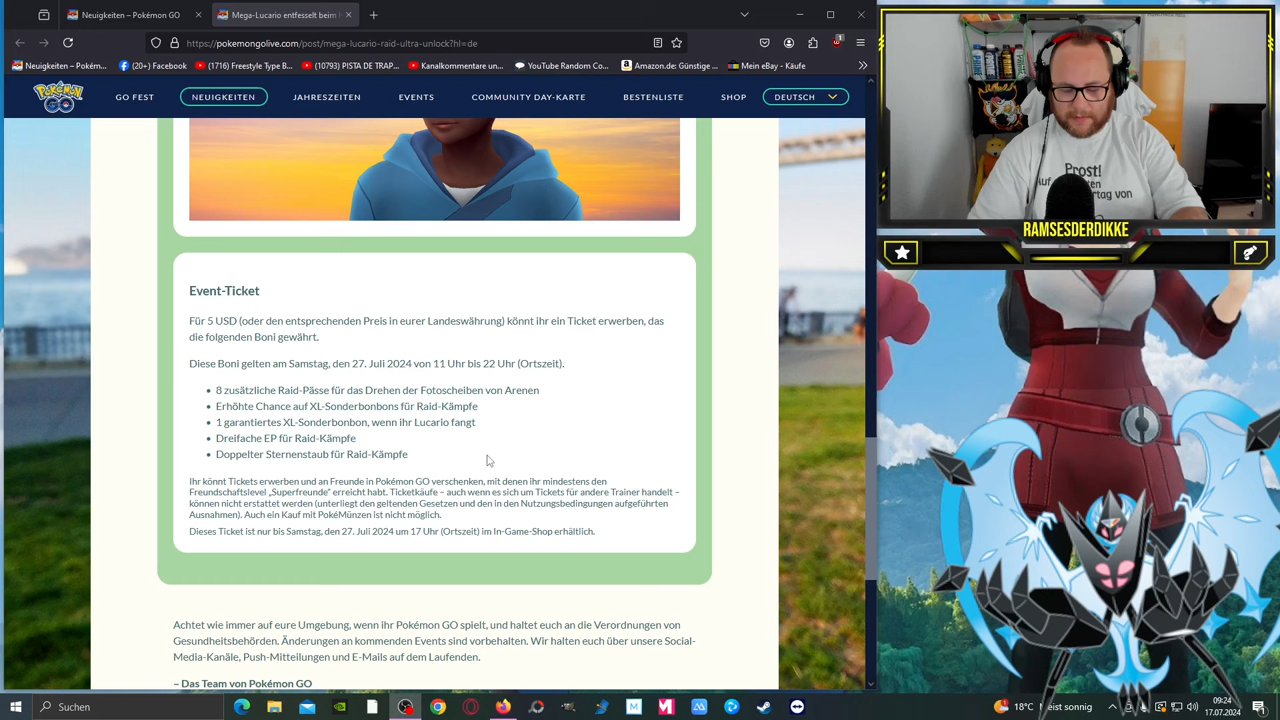 Neuigkeiten – Pokémon GO
Mega-Lucario entfesselt beim
https://pokemongolive.com/post/mega-lucario-raid-day-ultra-unlock?hl=de
Neuigkeiten – Pokém...
(20+) Facebook
(1716) Freestyle Type B...
(10793) PISTA DE TRAP...
Kanalkommentare un...
YouTube Random Co...
Amazon.de: Günstige ...
Mein eBay - Käufe
POKÉMON GO
GO FEST
NEUIGKEITEN
JAHRESZEITEN
EVENTS
COMMUNITY DAY-KARTE
BESTENLISTE
SHOP
DEUTSCH
Event-Ticket
Für 5 USD (oder den entsprechenden Preis in eurer Landeswährung) könnt ihr ein Ticket erwerben, das
die folgenden Boni gewährt.
Diese Boni gelten am Samstag, den 27. Juli 2024 von 11 Uhr bis 22 Uhr (Ortszeit).
• 8 zusätzliche Raid-Pässe für das Drehen der Fotoscheiben von Arenen
• Erhöhte Chance auf XL-Sonderbonbons für Raid-Kämpfe
• 1 garantiertes XL-Sonderbonbon, wenn ihr Lucario fangt
• Dreifache EP für Raid-Kämpfe
• Doppelter Sternenstaub für Raid-Kämpfe
Ihr könnt Tickets erwerben und an Freunde in Pokémon GO verschenken, mit denen ihr mindestens den
Freundschaftslevel „Superfreunde“ erreicht habt. Ticketkäufe – auch wenn es sich um Tickets für andere Trainer handelt –
können nicht erstattet werden (unterliegt den geltenden Gesetzen und den in den Nutzungsbedingungen aufgeführten
Ausnahmen). Auch ein Kauf mit PokéMünzen ist nicht möglich.
Dieses Ticket ist nur bis Samstag, den 27. Juli 2024 um 17 Uhr (Ortszeit) im In-Game-Shop erhältlich.
Achtet wie immer auf eure Umgebung, wenn ihr Pokémon GO spielt, und haltet euch an die Verordnungen von
Gesundheitsbehörden. Änderungen an kommenden Events sind vorbehalten. Wir halten euch über unsere Social-
Media-Kanäle, Push-Mitteilungen und E-Mails auf dem Laufenden.
– Das Team von Pokémon GO
Prost!
RAMSESDERDIKKE
Suchen
18°C Meist sonnig
09:24
17.07.2024